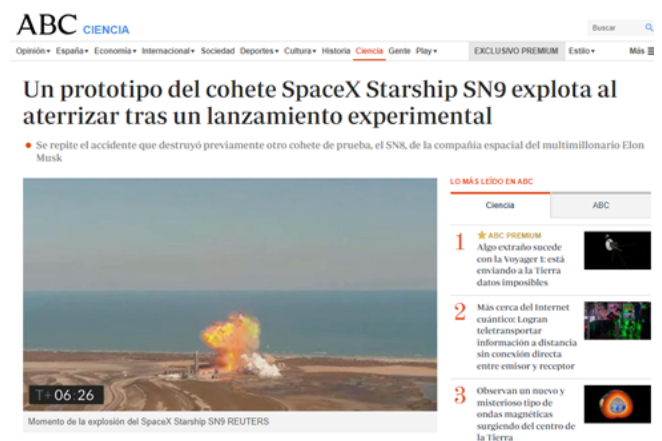 ABC CIENCIA
Buscar
Opinión España Economía Internacional Sociedad Deportes Cultura Historia Ciencia Gente Play EXCLUSIVO PREMIUM Estilo Más
Un prototipo del cohete SpaceX Starship SN9 explota al
aterrizar tras un lanzamiento experimental
Se repite el accidente que destruyó previamente otro cohete de prueba, el SN8, de la compañía espacial del multimillonario Elon
Musk
T+ 06:26
Momento de la explosión del SpaceX Starship SN9 REUTERS
LO MÁS LEÍDO EN ABC
Ciencia ABC
1
ABC PREMIUM
Algo extraño sucede
con la Voyager 1: está
enviando a la Tierra
datos imposibles
2
Más cerca del Internet
cuántico: Logran
teletransportar
información a distancia
sin conexión directa
entre emisor y receptor
3
Observan un nuevo y
misterioso tipo de
ondas magnéticas
surgiendo del centro de
la Tierra